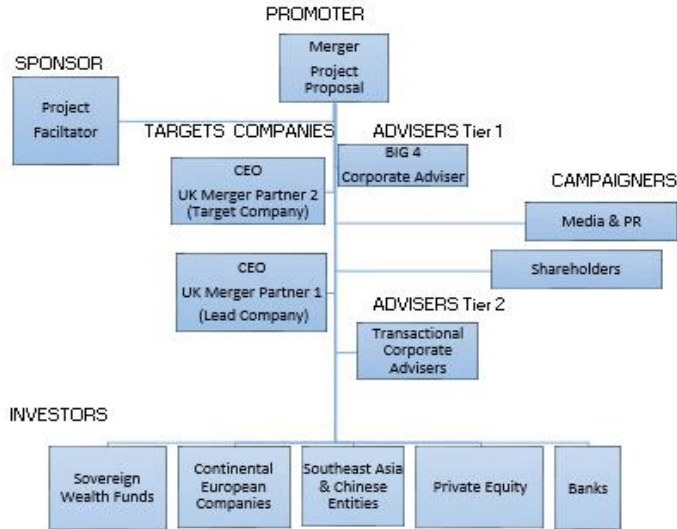 PROMOTER
Merger
Project
Proposal
SPONSOR
Project
Faciltator
TARGETS COMPANIES
ADVISERS Tier 1
BIG 4
Corporate Adviser
CEO
UK Merger Partner 2
(Target Company)
CAMPAIGNERS
Media & PR
Shareholders
CEO
UK Merger Partner 1
(Lead Company)
ADVISERS Tier 2
Transactional
Corporate
Advisers
INVESTORS
Sovereign
Wealth Funds
Continental
European
Companies
Southeast Asia
& Chinese
Entities
Private Equity
Banks